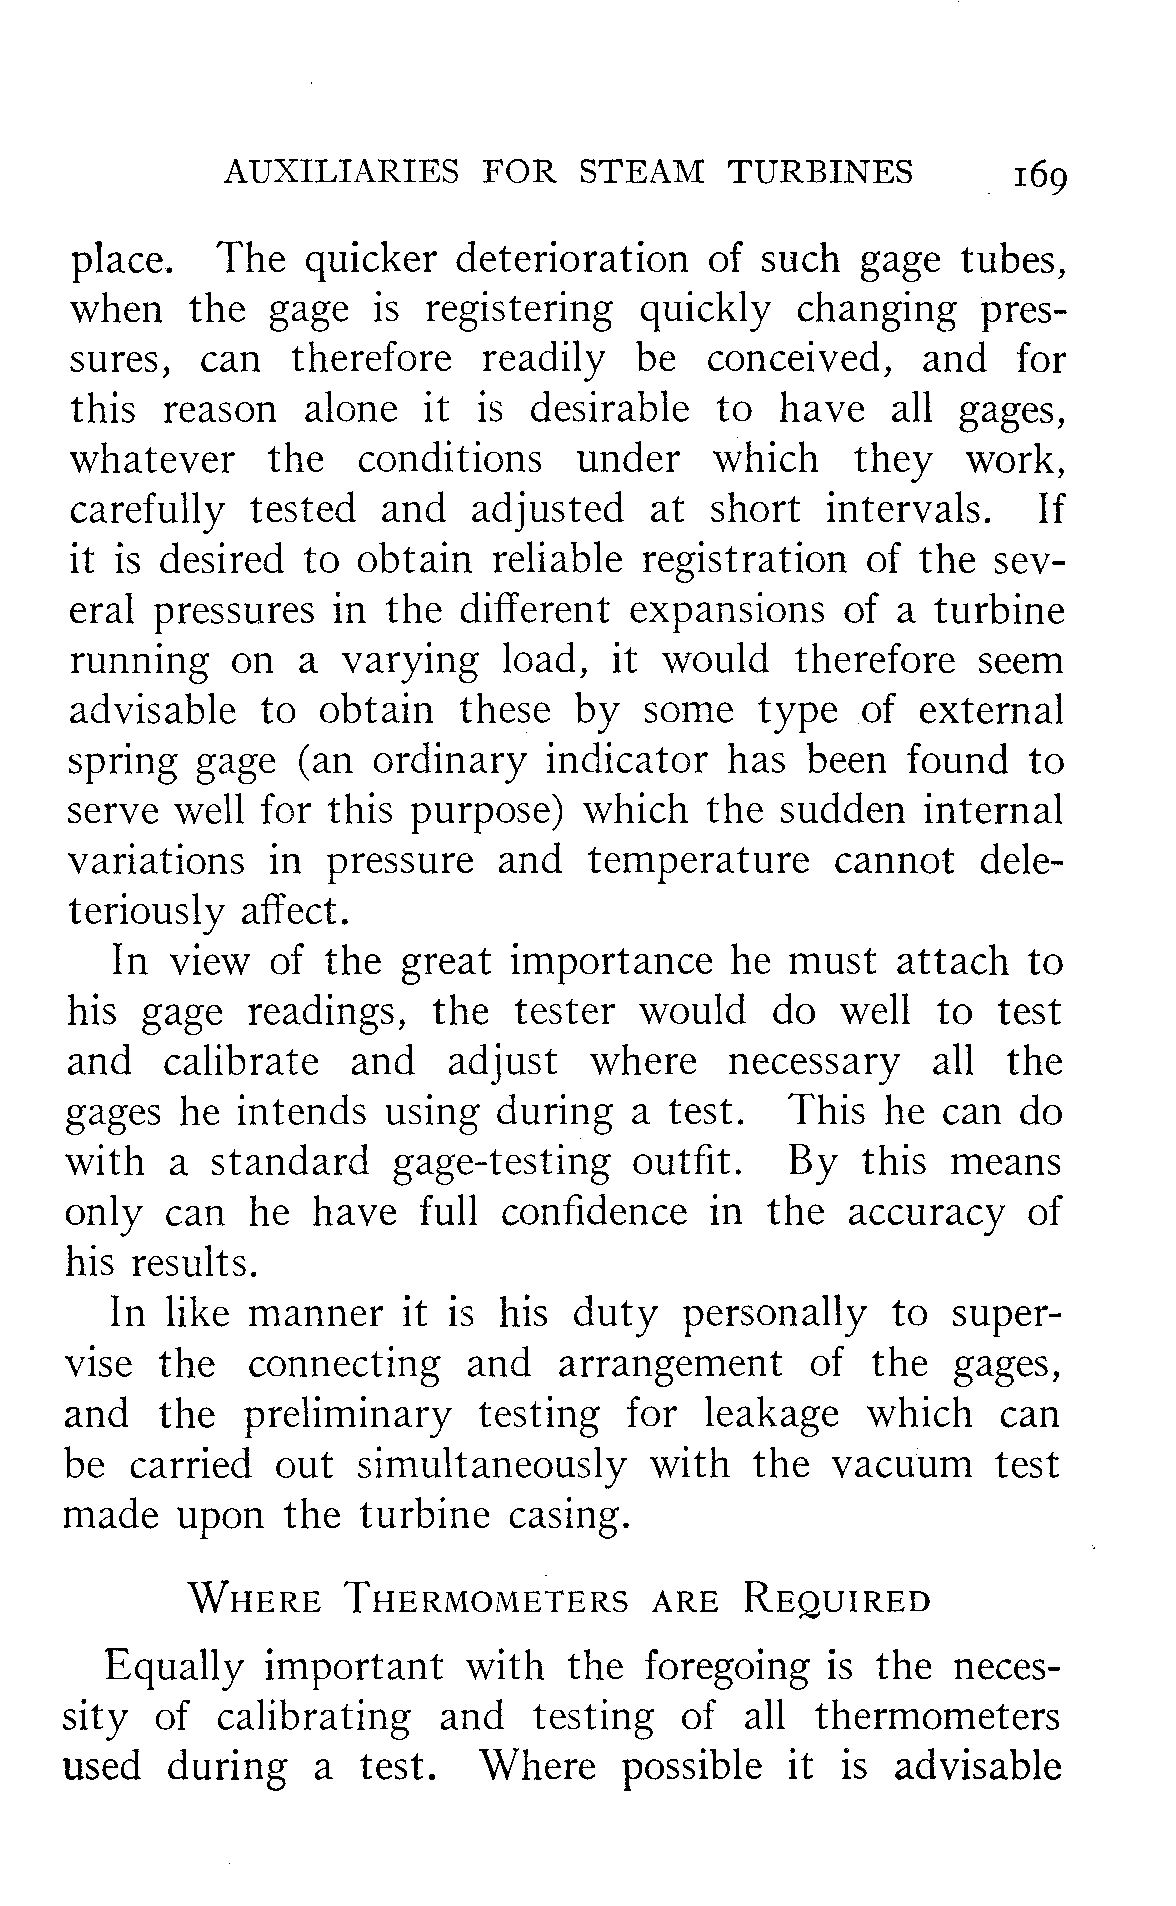 AUXILIARIES FOR STEAM TURBINES 169
place. The quicker deterioration of such gage tubes,
when the gage is registering quickly changing pres-
sures, can therefore readily be conceived, and for
this reason alone it is desirable to have all gages,
whatever the conditions under which they work,
carefully tested and adjusted at short intervals. If
it is desired to obtain reliable registration of the sev-
eral pressures in the different expansions of a turbine
running on a varying load, it would therefore seem
advisable to obtain these by some type of external
spring gage (an ordinary indicator has been found to
serve well for this purpose) which the sudden internal
variations in pressure and temperature cannot dele-
teriously affect.
In view of the great importance he must attach to
his gage readings, the tester would do well to test
and calibrate and adjust where necessary all the
gages he intends using during a test. This he can do
with a standard gage-testing outfit. By this means
only can he have full confidence in the accuracy of
his results.
In like manner it is his duty personally to super-
vise the connecting and arrangement of the gages,
and the preliminary testing for leakage which can
be carried out simultaneously with the vacuum test
made upon the turbine casing.
WHERE THERMOMETERS ARE REQUIRED
Equally important with the foregoing is the neces-
sity of calibrating and testing of all thermometers
used during a test. Where possible it is advisable